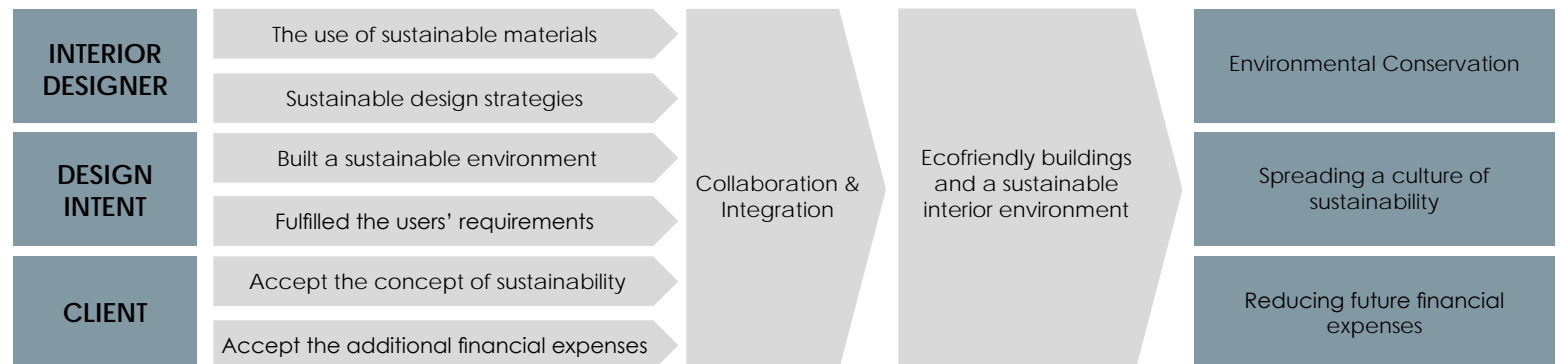 INTERIOR
DESIGNER
The use of sustainable materials
Sustainable design strategies
DESIGN
INTENT
Built a sustainable environment
Fulfilled the users’ requirements
CLIENT
Accept the concept of sustainability
Accept the additional financial expenses
Collaboration &
Integration
Ecofriendly buildings
and a sustainable
interior environment
Environmental Conservation
Spreading a culture of
sustainability
Reducing future financial
expenses